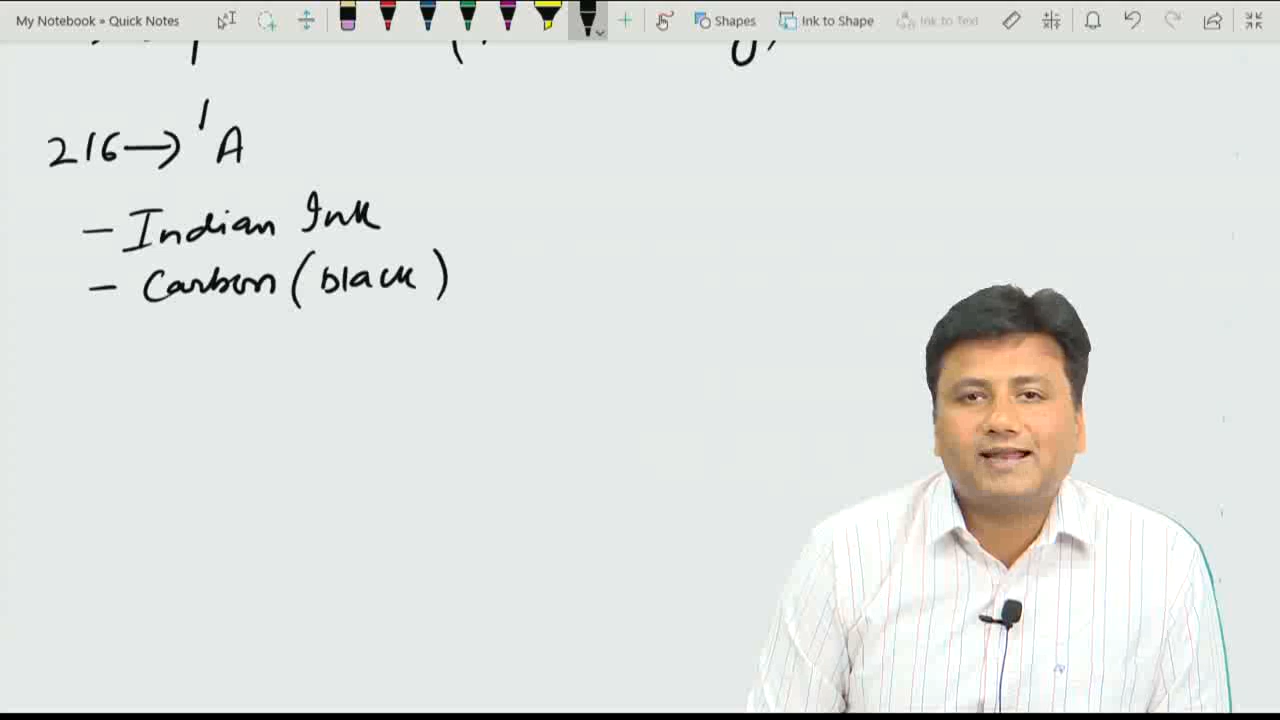 My Notebook » Quick Notes Shapes Ink to Shape Ink to Text
216 → 'A
- Indian Ink
- Carbon (black)